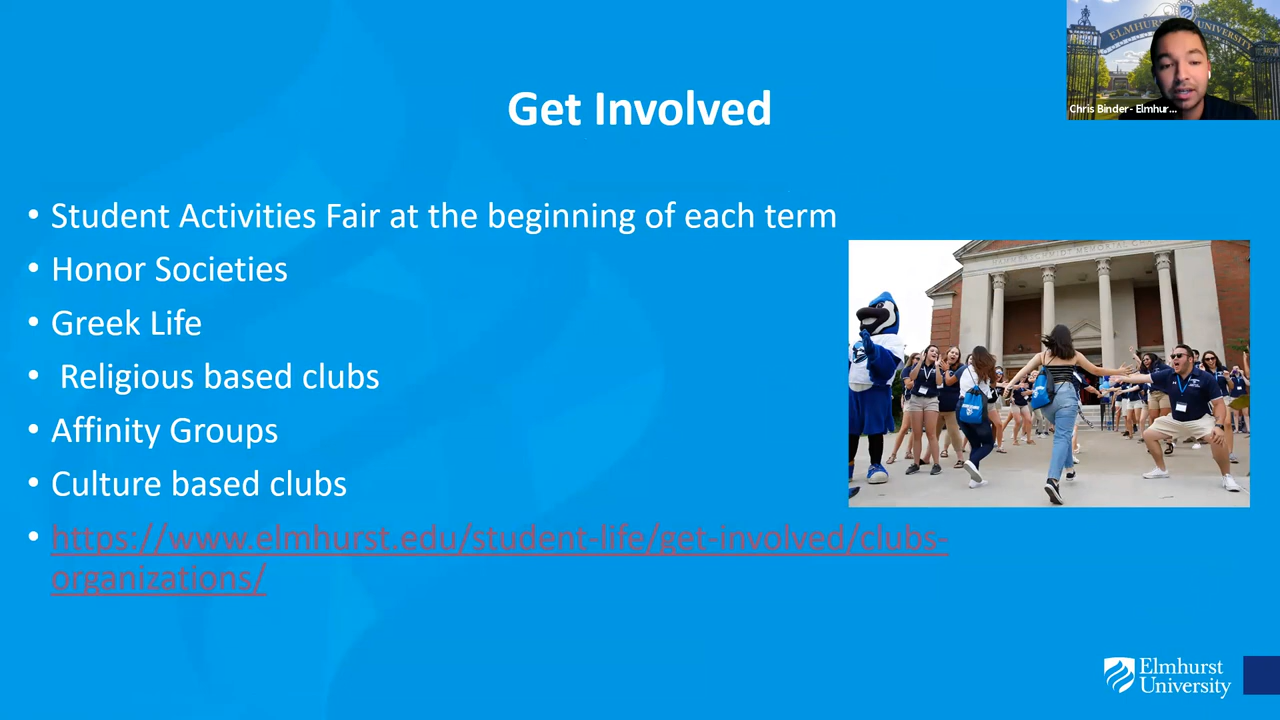 ELMHURST UNIVERSITY
Chris Binder- Elmhur...
Get Involved
• Student Activities Fair at the beginning of each term
• Honor Societies
• Greek Life
• Religious based clubs
• Affinity Groups
• Culture based clubs
• https://www.elmhurst.edu/student-life/get-involved/clubs-
organizations/
Elmhurst
University